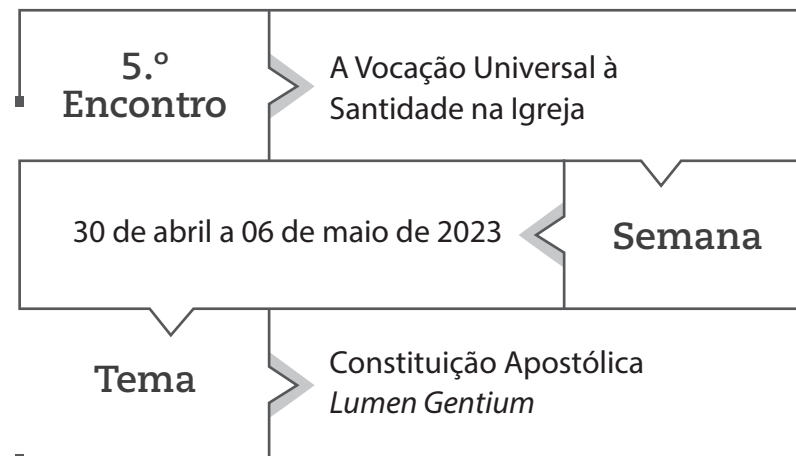 5.º
Encontro
A Vocação Universal à
Santidade na Igreja
30 de abril a 06 de maio de 2023
Semana
Tema
Constituição Apostólica
Lumen Gentium